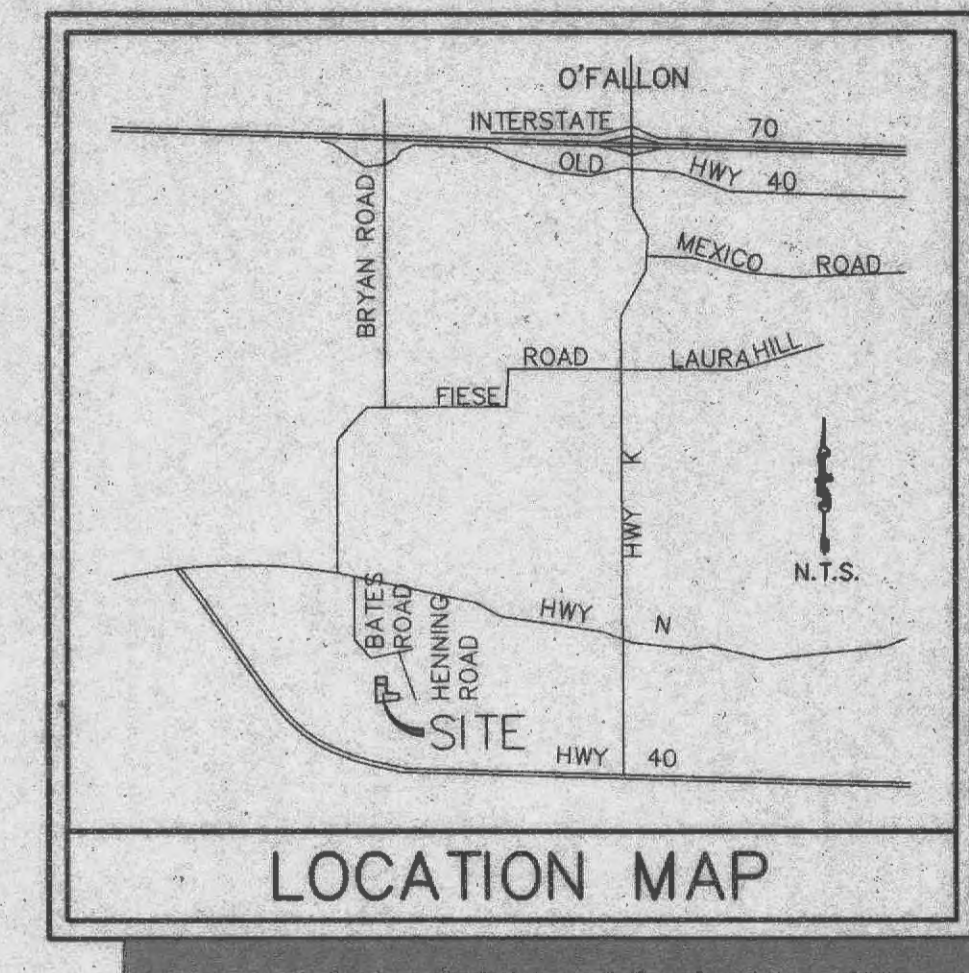 O'FALLON
INTERSTATE 70
OLD HWY 40
BRYAN ROAD
MEXICO ROAD
ROAD LAURA HILL
FIESE
HWY K
N.T.S.
BATES
ROAD
HENNING
ROAD
HWY N
SITE
HWY 40
LOCATION MAP